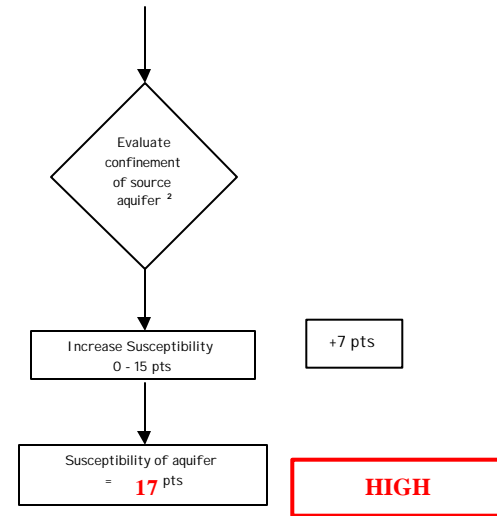 Evaluate
confinement
of source
aquifer ²
Increase Susceptibility
0 - 15 pts
+7 pts
Susceptibility of aquifer
= 17 pts
HIGH